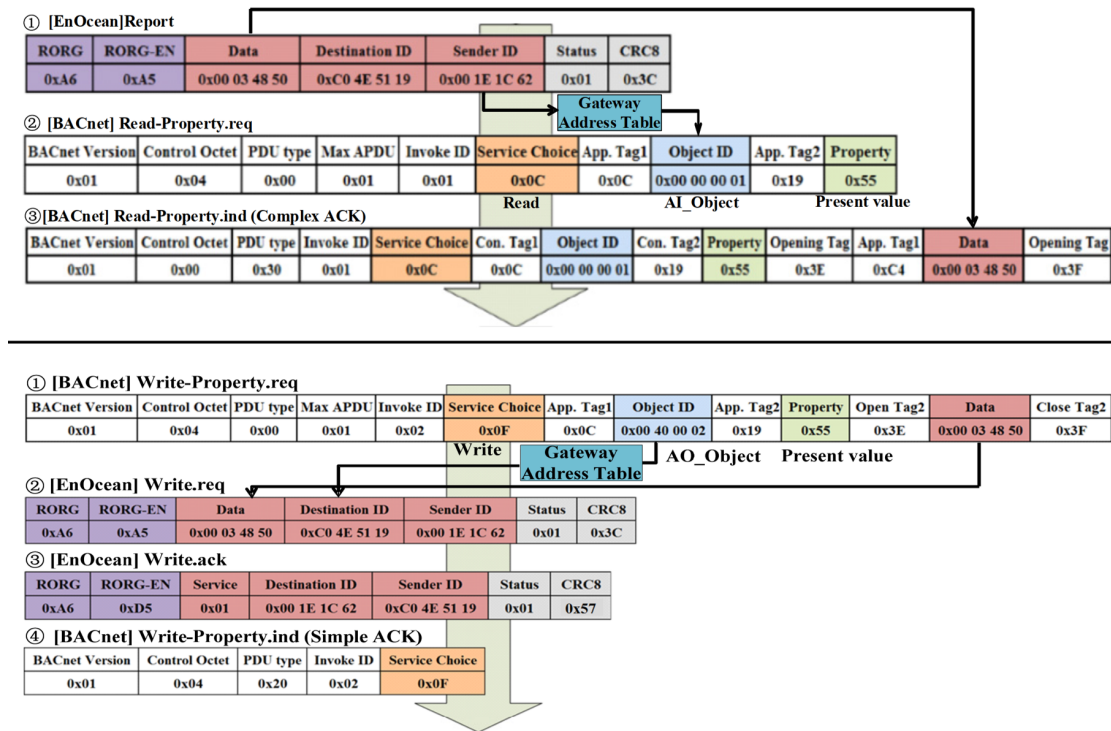 ① [EnOcean]Report
RORG RORG-EN Data Destination ID Sender ID Status CRC8
0xA6 0xA5 0x00 03 48 50 0xC0 4E 51 19 0x00 1E 1C 62 0x01 0x3C
Gateway
Address Table
② [BACnet] Read-Property.req
BACnet Version Control Octet PDU type Max APDU Invoke ID Service Choice App. Tag1 Object ID App. Tag2 Property
0x01 0x04 0x00 0x01 0x01 0x0C 0x0C 0x00 00 00 01 0x19 0x55
Read AI_Object Present value
③[BACnet] Read-Property.ind (Complex ACK)
BACnet Version Control Octet PDU type Invoke ID Service Choice Con. Tag1 Object ID Con. Tag2 Property Opening Tag App. Tag1 Data Opening Tag
0x01 0x00 0x30 0x01 0x0C 0x0C 0x00 00 00 01 0x19 0x55 0x3E 0xC4 0x00 03 48 50 0x3F
① [BACnet] Write-Property.req
BACnet Version Control Octet PDU type Max APDU Invoke ID Service Choice App. Tag1 Object ID App. Tag2 Property Open Tag2 Data Close Tag2
0x01 0x04 0x00 0x01 0x02 0x0F 0x0C 0x00 40 00 02 0x19 0x55 0x3E 0x00 03 48 50 0x3F
Write AO_Object Present value
Gateway
Address Table
② [EnOcean] Write.req
RORG RORG-EN Data Destination ID Sender ID Status CRC8
0xA6 0xA5 0x00 03 48 50 0xC0 4E 51 19 0x00 1E 1C 62 0x01 0x3C
③ [EnOcean] Write.ack
RORG RORG-EN Service Destination ID Sender ID Status CRC8
0xA6 0xD5 0x01 0x00 1E 1C 62 0xC0 4E 51 19 0x01 0x57
④ [BACnet] Write-Property.ind (Simple ACK)
BACnet Version Control Octet PDU type Invoke ID Service Choice
0x01 0x04 0x20 0x02 0x0F